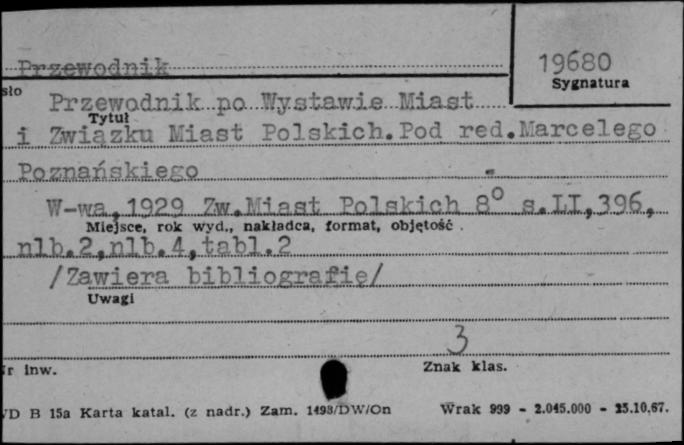 Przewodnik
19680
Sygnatura
sło
Przewodnik po Wystawie Miast
Tytuł
i Związku Miast Polskich.Pod red.Marcelego
Poznańskiego
W-wa,1929 Zw.Miast Polskich 8° s.II,396,
Miejsce, rok wyd., nakładca, format, objętość .
nlb.2,nlb.4,tabl.2
/Zawiera bibliografię/
Uwagi
3
r inw.
Znak klas.
D B 15a Karta katal. (z nadr.) Zam. 1493/DW/On
Wrak 999 - 2.045.000 - 25.10.67.